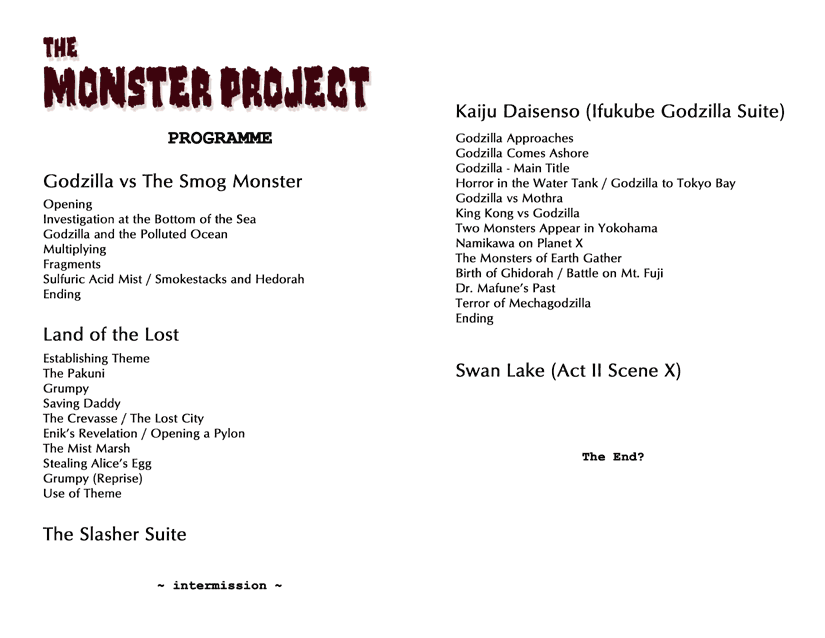 THE
MONSTER PROJECT
PROGRAMME
Godzilla vs The Smog Monster
Opening
Investigation at the Bottom of the Sea
Godzilla and the Polluted Ocean
Multiplying
Fragments
Sulfuric Acid Mist / Smokestacks and Hedorah
Ending
Land of the Lost
Establishing Theme
The Pakuni
Grumpy
Saving Daddy
The Crevasse / The Lost City
Enik's Revelation / Opening a Pylon
The Mist Marsh
Stealing Alice's Egg
Grumpy (Reprise)
Use of Theme
The Slasher Suite
~ intermission ~
Kaiju Daisenso (Ifukube Godzilla Suite)
Godzilla Approaches
Godzilla Comes Ashore
Godzilla - Main Title
Horror in the Water Tank / Godzilla to Tokyo Bay
Godzilla vs Mothra
King Kong vs Godzilla
Two Monsters Appear in Yokohama
Namikawa on Planet X
The Monsters of Earth Gather
Birth of Ghidorah / Battle on Mt. Fuji
Dr. Mafune's Past
Terror of Mechagodzilla
Ending
Swan Lake (Act II Scene X)
The End?